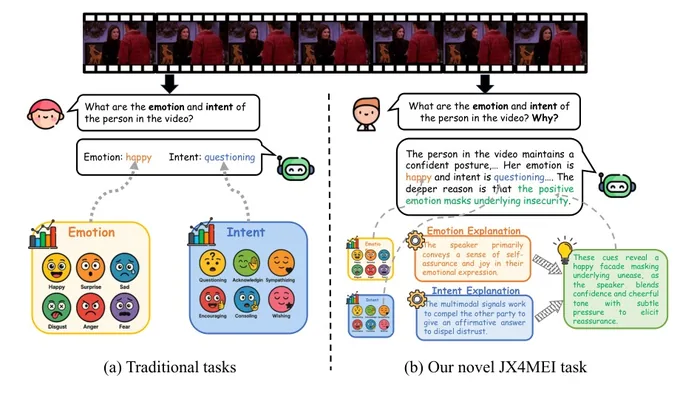 What are the emotion and intent of
the person in the video?
Emotion: happy Intent: questioning
Emotion
Happy Surprise Sad
Disgust Anger Fear
Intent
Questioning Acknowledgin Sympathizing
Encouraging Consoling Wishing
(a) Traditional tasks
What are the emotion and intent of
the person in the video? Why?
The person in the video maintains a
confident posture,... Her emotion is
happy and intent is questioning.... The
deeper reason is that the positive
emotion masks underlying insecurity.
Emotio
Intent
Emotion Explanation
The speaker primarily
conveys a sense of self-
assurance and joy in their
emotional expression.
Intent Explanation
The multimodal signals work
to compel the other party to
give an affirmative answer
to dispel distrust.
These cues reveal a
happy facade masking
underlying unease, as
the speaker blends
confidence and cheerful
tone with subtle
pressure to elicit
reassurance.
(b) Our novel JX4MEI task